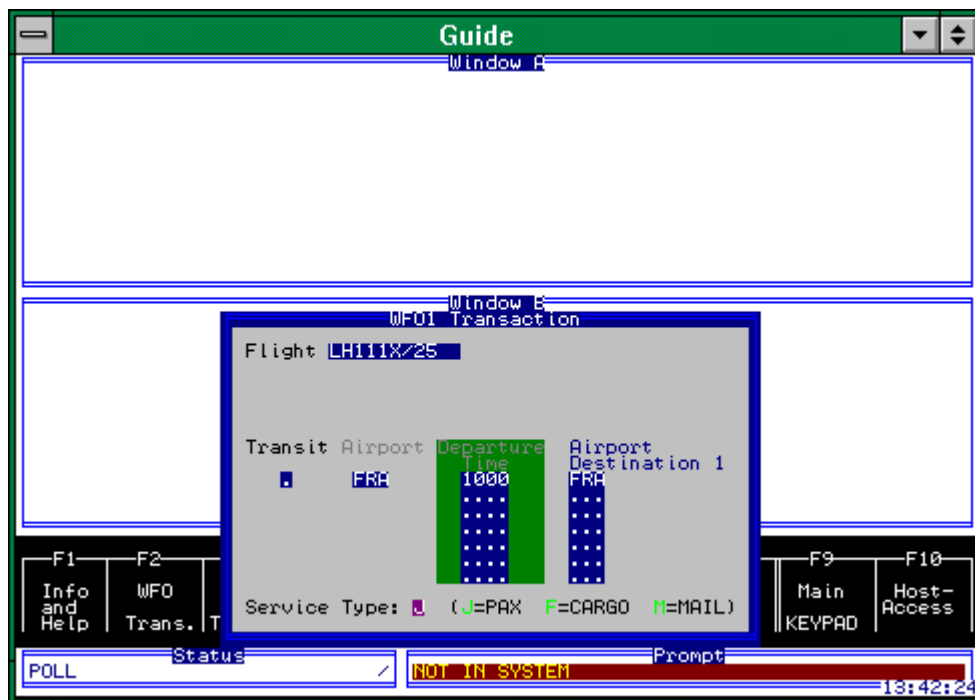 Guide
Window A
Window B
WFO1 Transaction
Flight LH111X/25
Transit Airport Departure Time Airport Destination 1
. FRA 1000 FRA
.... ...
.... ...
.... ...
.... ...
.... ...
.... ...
Service Type: J (J=PAX F=CARGO M=MAIL)
F1 F2 F9 F10
Info and Help WFO Trans. T Main KEYPAD Host-Access
Status Prompt
POLL / NOT IN SYSTEM
13:42:24